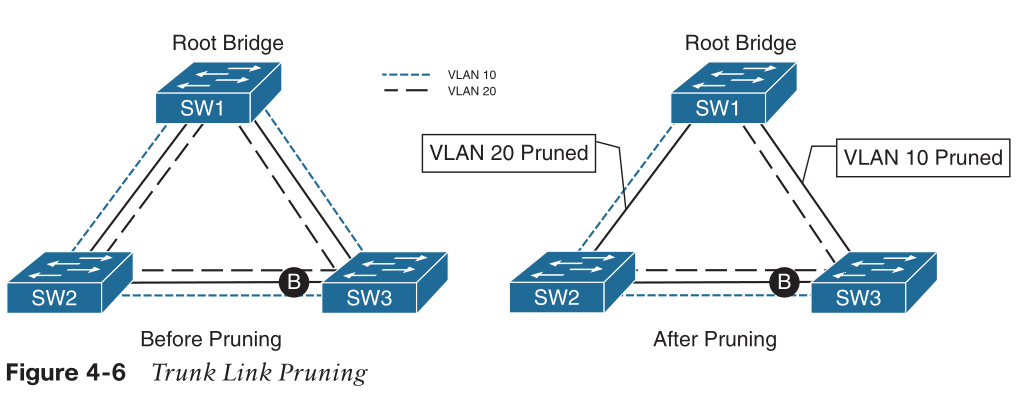 Root Bridge
SW1
SW2
B
SW3
Before Pruning
VLAN 10
VLAN 20
Root Bridge
SW1
VLAN 20 Pruned
VLAN 10 Pruned
SW2
B
SW3
After Pruning
Figure 4-6 Trunk Link Pruning